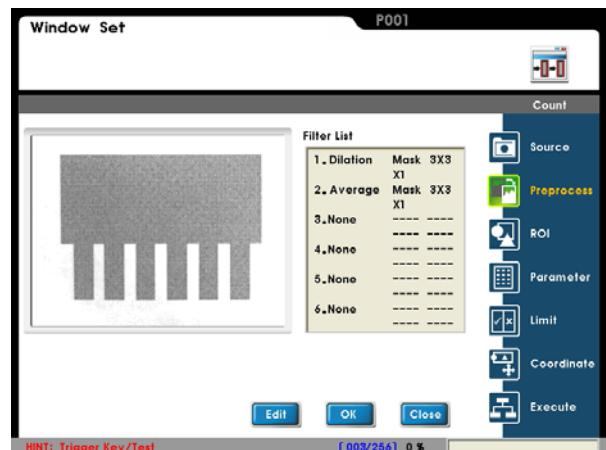 Window Set
P001
Count
Filter List
1.Dilation Mask 3X3
X1
2.Average Mask 3X3
X1
3.None ---- ----
---- ----
4.None ---- ----
---- ----
5.None ---- ----
---- ----
6.None ---- ----
---- ----
Source
Preprocess
ROI
Parameter
Limit
Coordinate
Execute
Edit OK Close
HINT: Trigger Key/Test [003/256] 0 %